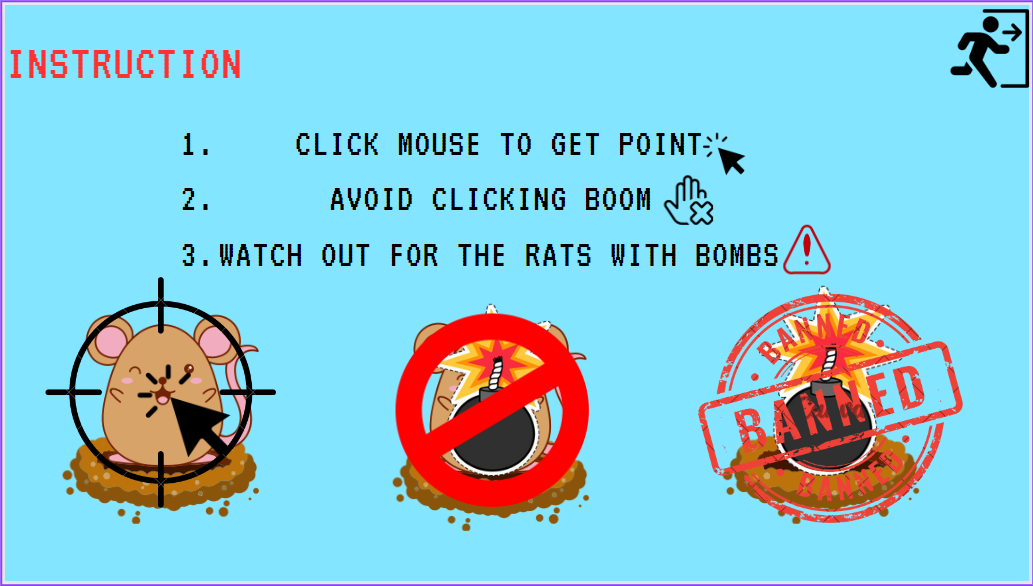 INSTRUCTION
1. CLICK MOUSE TO GET POINT
2. AVOID CLICKING BOOM
3. WATCH OUT FOR THE RATS WITH BOMBS
BANNED
BANNED
BANNED